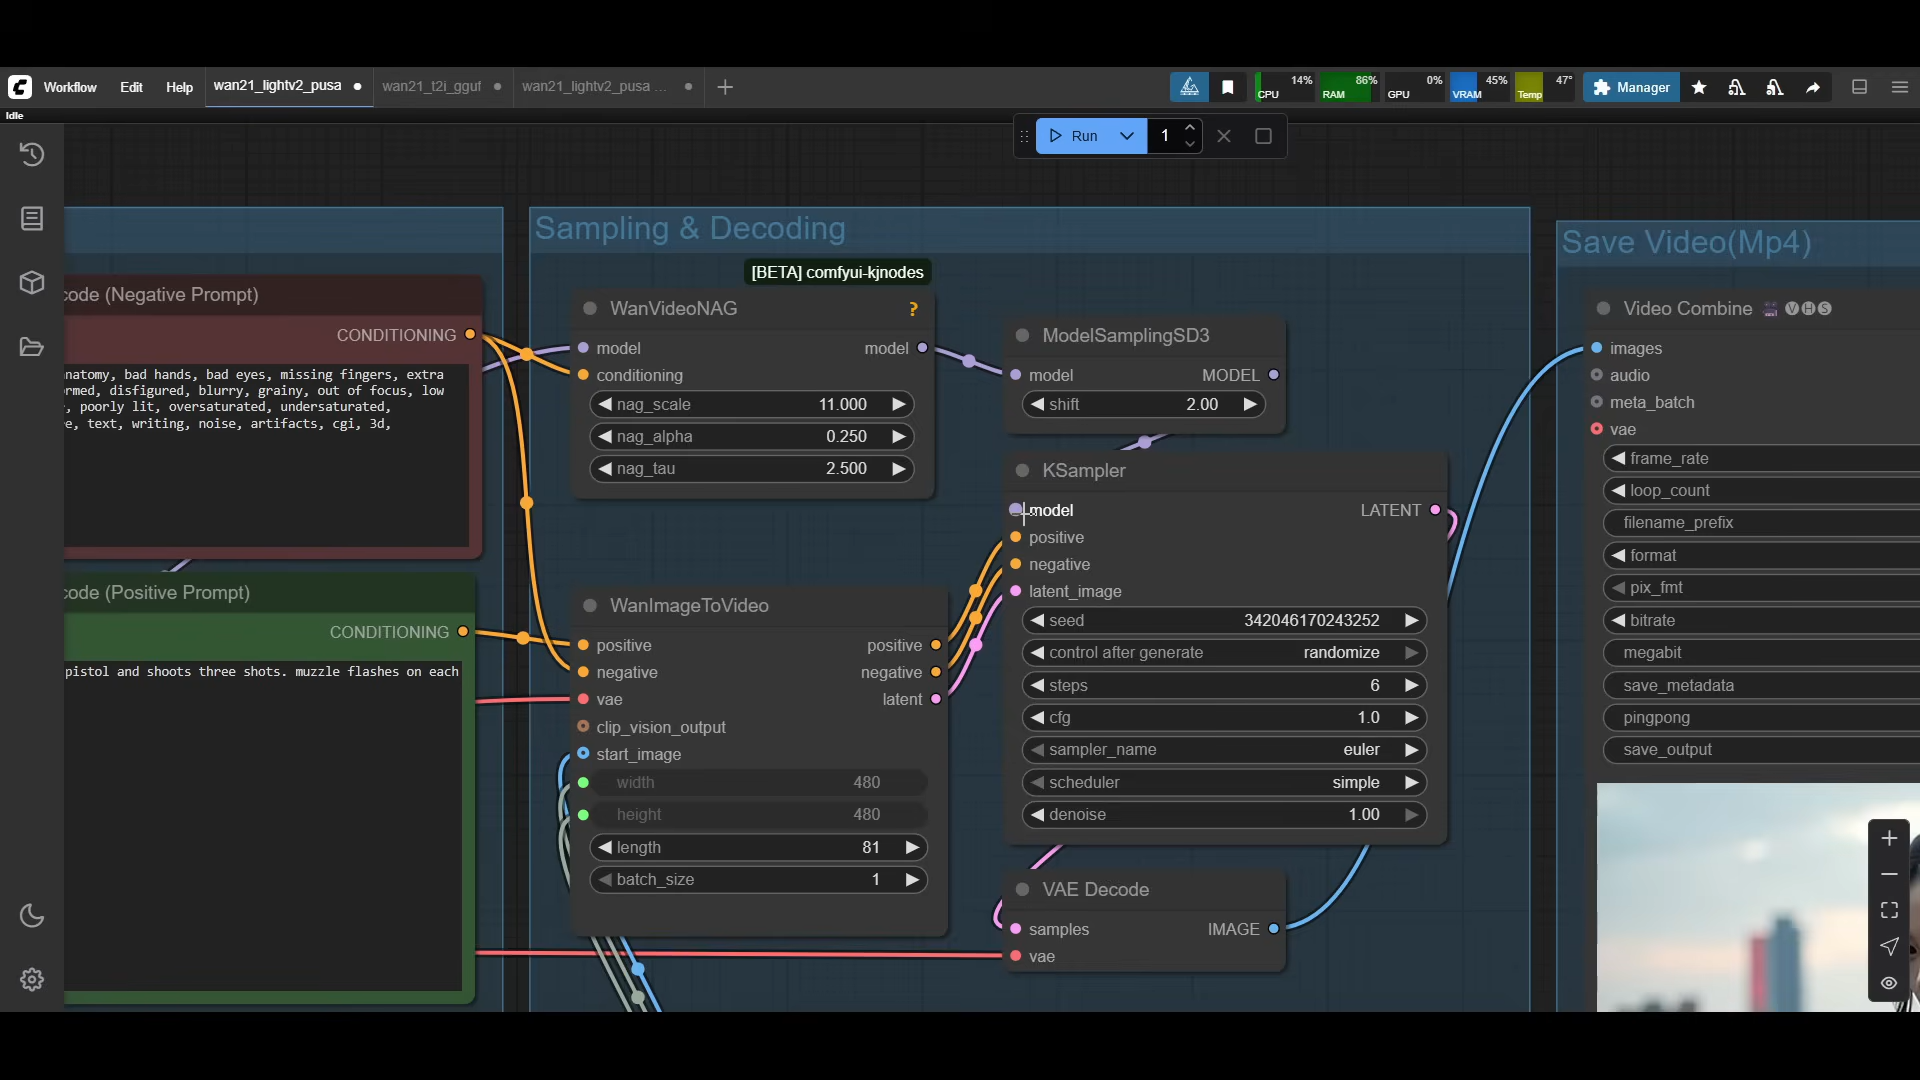 Workflow
Edit
Help
wan21_lightv2_pusa
wan21_t2i_gguf
wan21_lightv2_pusa ...
CPU 14%
RAM 86%
GPU 0%
VRAM 45%
Temp 47°
Manager
Idle
Run
1
Sampling & Decoding
Save Video(Mp4)
[BETA] comfyui-kjnodes
code (Negative Prompt)
CONDITIONING
natomy, bad hands, bad eyes, missing fingers, extra
rmed, disfigured, blurry, grainy, out of focus, low
, poorly lit, oversaturated, undersaturated,
e, text, writing, noise, artifacts, cgi, 3d,
code (Positive Prompt)
CONDITIONING
pistol and shoots three shots. muzzle flashes on each
WanVideoNAG ?
model model
conditioning
nag_scale 11.000
nag_alpha 0.250
nag_tau 2.500
WanImageToVideo
positive positive
negative negative
vae latent
clip_vision_output
start_image
width 480
height 480
length 81
batch_size 1
ModelSamplingSD3
model MODEL
shift 2.00
KSampler
model LATENT
positive
negative
latent_image
seed 342046170243252
control after generate randomize
steps 6
cfg 1.0
sampler_name euler
scheduler simple
denoise 1.00
VAE Decode
samples IMAGE
vae
Video Combine VHS
images
audio
meta_batch
vae
frame_rate
loop_count
filename_prefix
format
pix_fmt
bitrate
megabit
save_metadata
pingpong
save_output